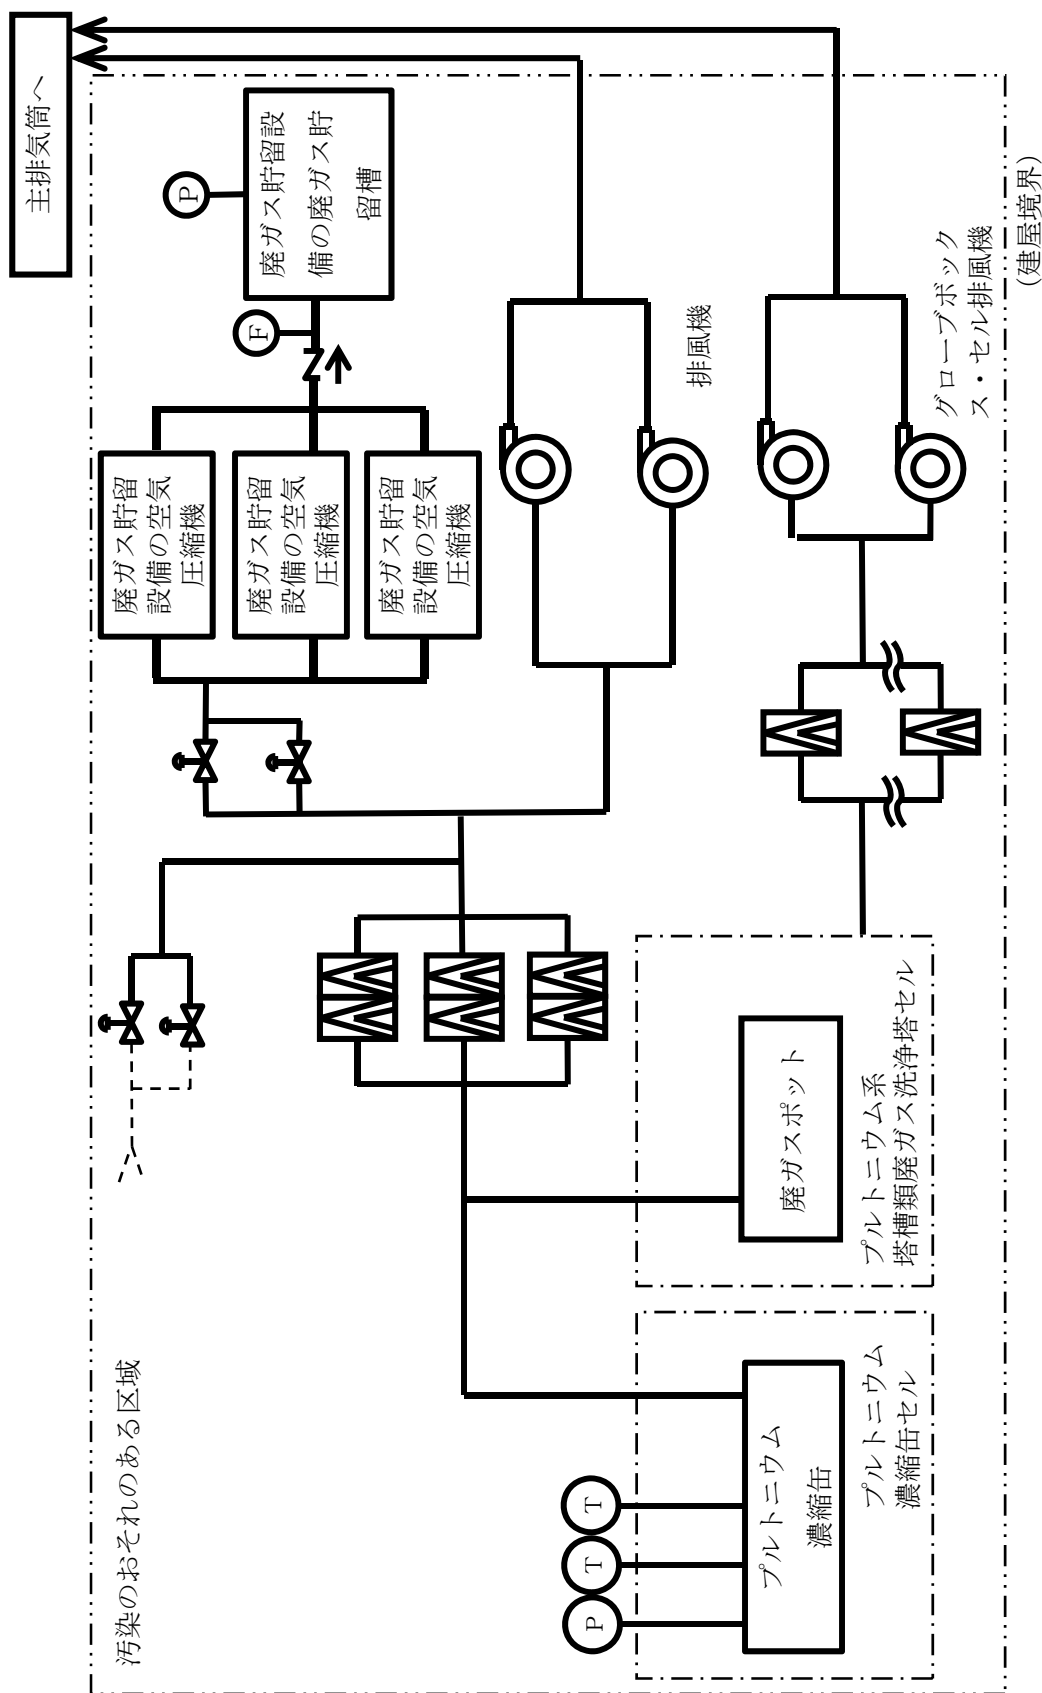 主排気筒へ
汚染のおそれのある区域
P
廃ガス貯留設
備の廃ガス貯
留槽
F
廃ガス貯留
設備の空気
圧縮機
廃ガス貯留
設備の空気
圧縮機
廃ガス貯留
設備の空気
圧縮機
排風機
グローブボック
ス・セル排風機
(建屋境界)
廃ガスポット
プルトニウム系
塔槽類廃ガス洗浄塔セル
P
T
T
プルトニウム
濃縮缶
プルトニウム
濃縮缶セル